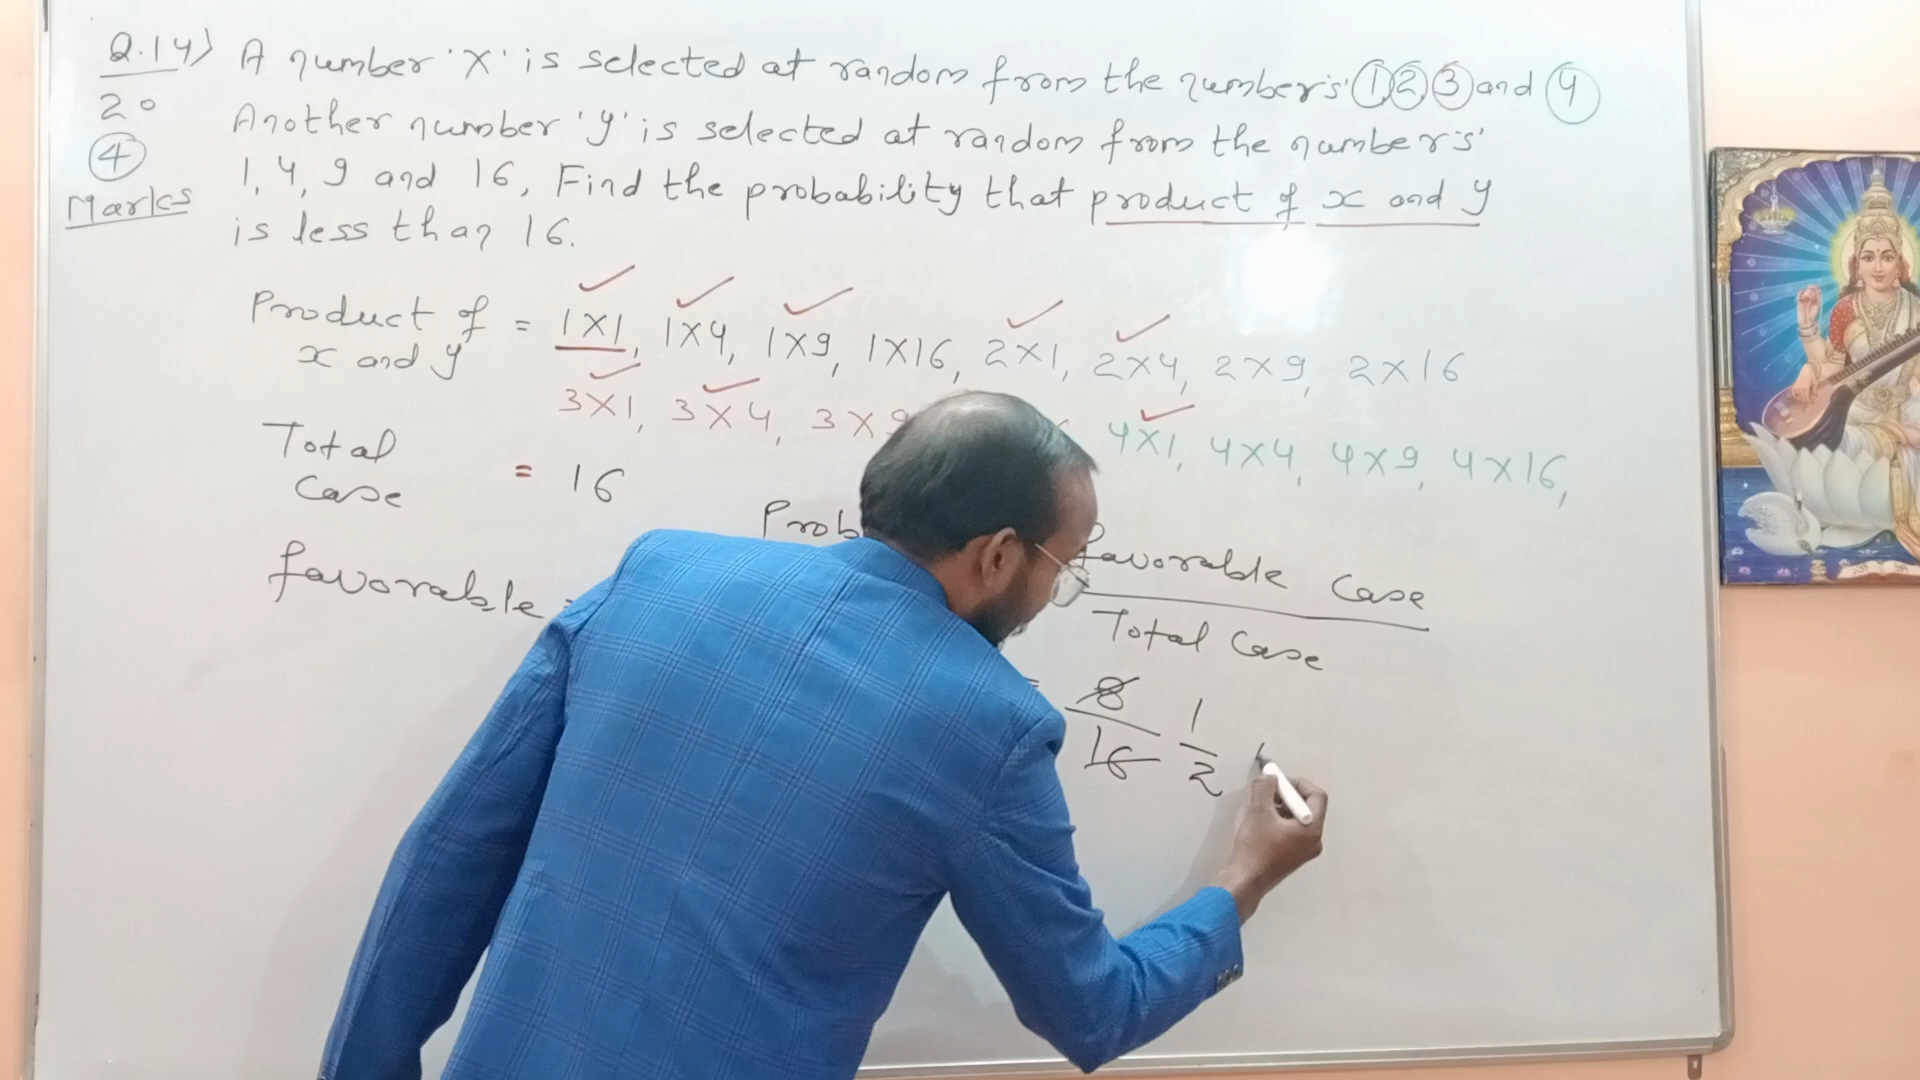 Q.14) A number 'x' is selected at random from the number's' 1, 2, 3 and 4
20
Another number 'y' is selected at random from the number's'
4
Marks
1, 4, 9 and 16, Find the probability that product of x and y
is less than 16.
Product of x and y = 1×1, 1×4, 1×9, 1×16, 2×1, 2×4, 2×9, 2×16
3×1, 3×4, 3×9 4×1, 4×4, 4×9, 4×16,
Total Case = 16
Prob
favorable =
favorable Case
Total Case
= 8/16 1/2